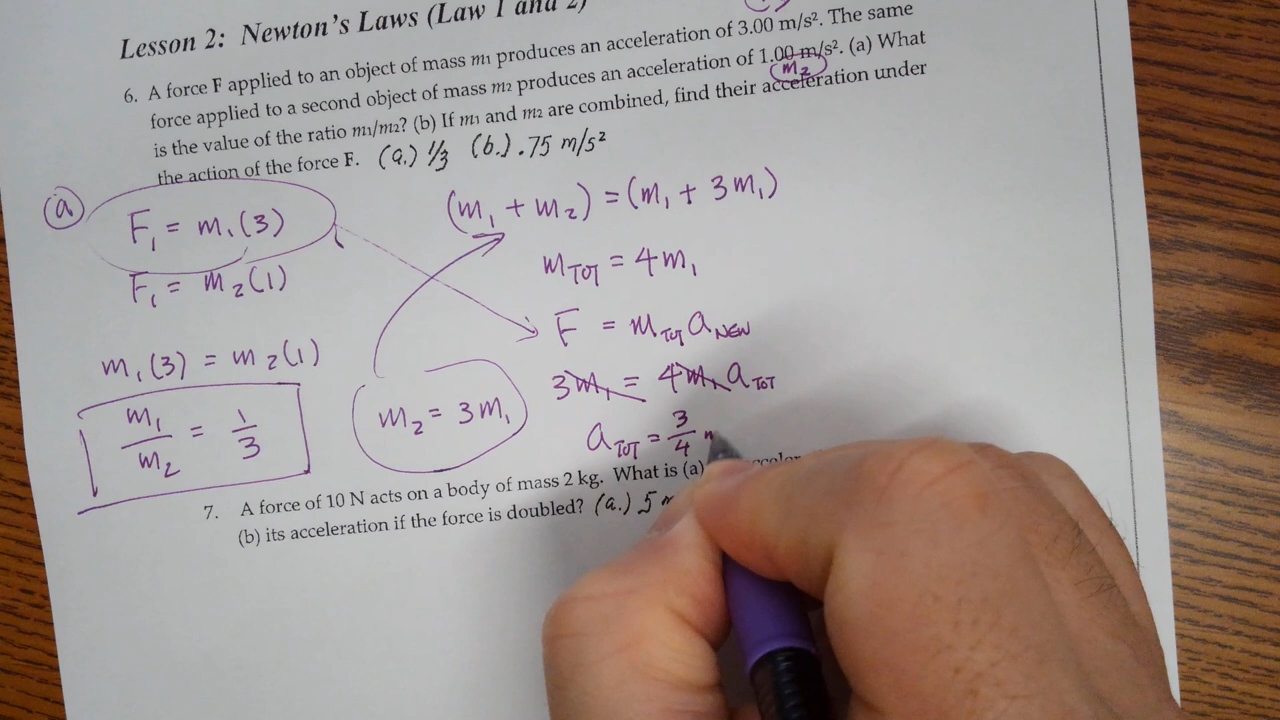 Lesson 2: Newton's Laws (Law 1 and 2)
6. A force F applied to an object of mass m1 produces an acceleration of 3.00 m/s². The same
force applied to a second object of mass m2 produces an acceleration of 1.00 m/s². (a) What
m₂
is the value of the ratio m1/m2? (b) If m1 and m2 are combined, find their acceleration under
the action of the force F. (a.) 1/3 (b.) .75 m/s²
(a)
F₁ = m₁(3)
F₁ = m₂(1)
m₁(3) = m₂(1)
m₁/m₂ = 1/3
m₂ = 3m₁
(m₁ + m₂) = (m₁ + 3m₁)
m_TOT = 4m₁
F = m_TOT a_NEW
3m₁ = 4m₁ a_TOT
a_TOT = 3/4
7. A force of 10 N acts on a body of mass 2 kg. What is (a)
(b) its acceleration if the force is doubled? (a.) 5